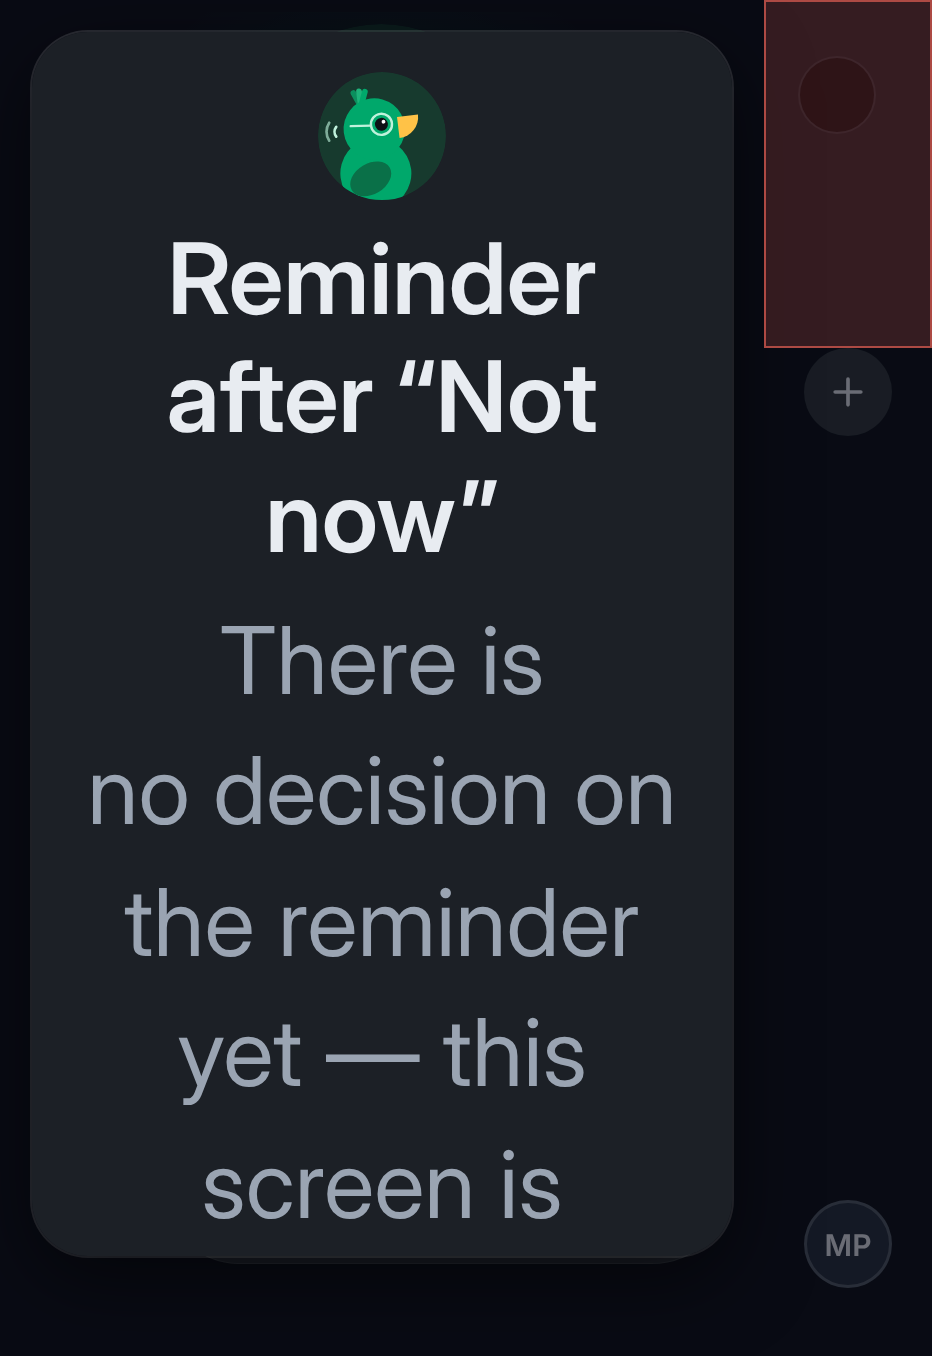 Reminder
after “Not
now”
There is
no decision on
the reminder
yet — this
screen is
MP